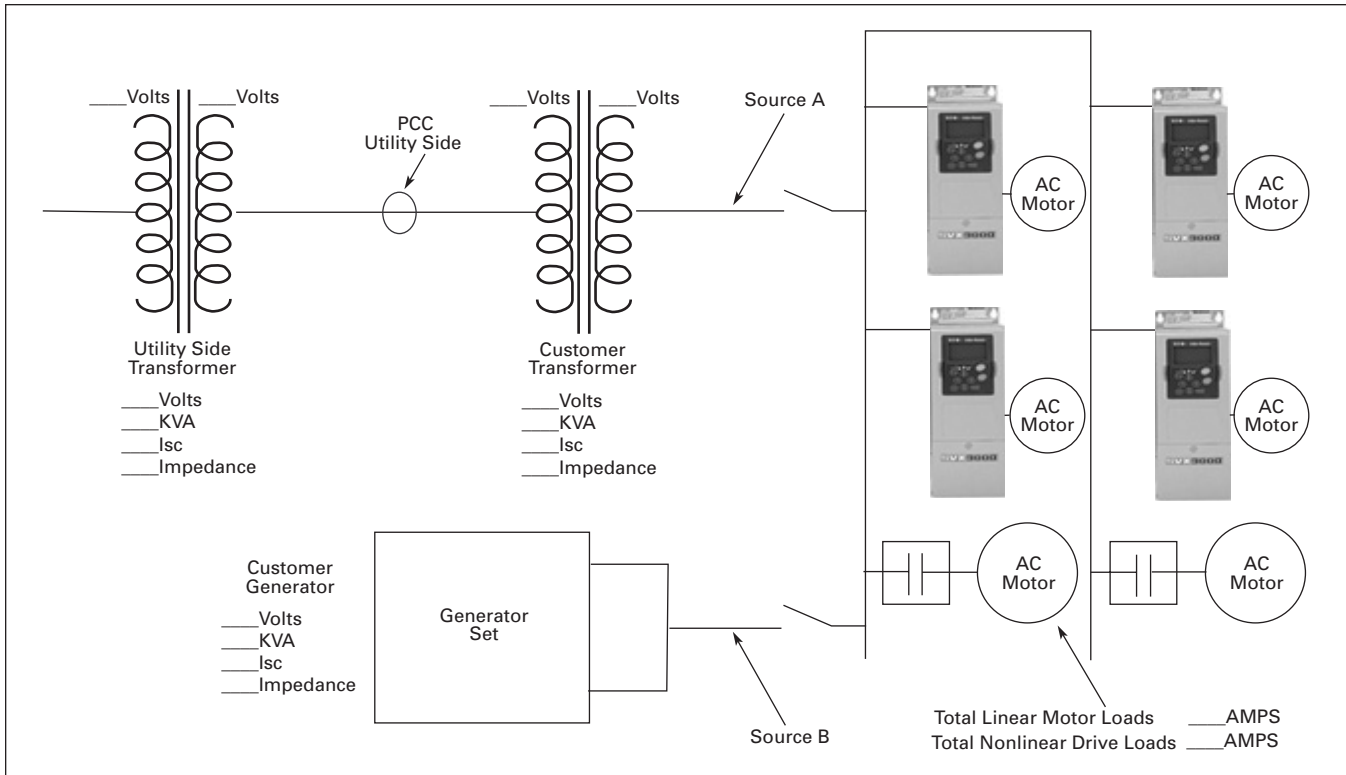 ____Volts ____Volts
PCC
Utility Side
____Volts ____Volts
Source A
AC
Motor
AC
Motor
Utility Side
Transformer
____Volts
____KVA
____Isc
____Impedance
Customer
Transformer
____Volts
____KVA
____Isc
____Impedance
AC
Motor
AC
Motor
Customer
Generator
____Volts
____KVA
____Isc
____Impedance
Generator
Set
AC
Motor
AC
Motor
Source B
Total Linear Motor Loads ____AMPS
Total Nonlinear Drive Loads ____AMPS